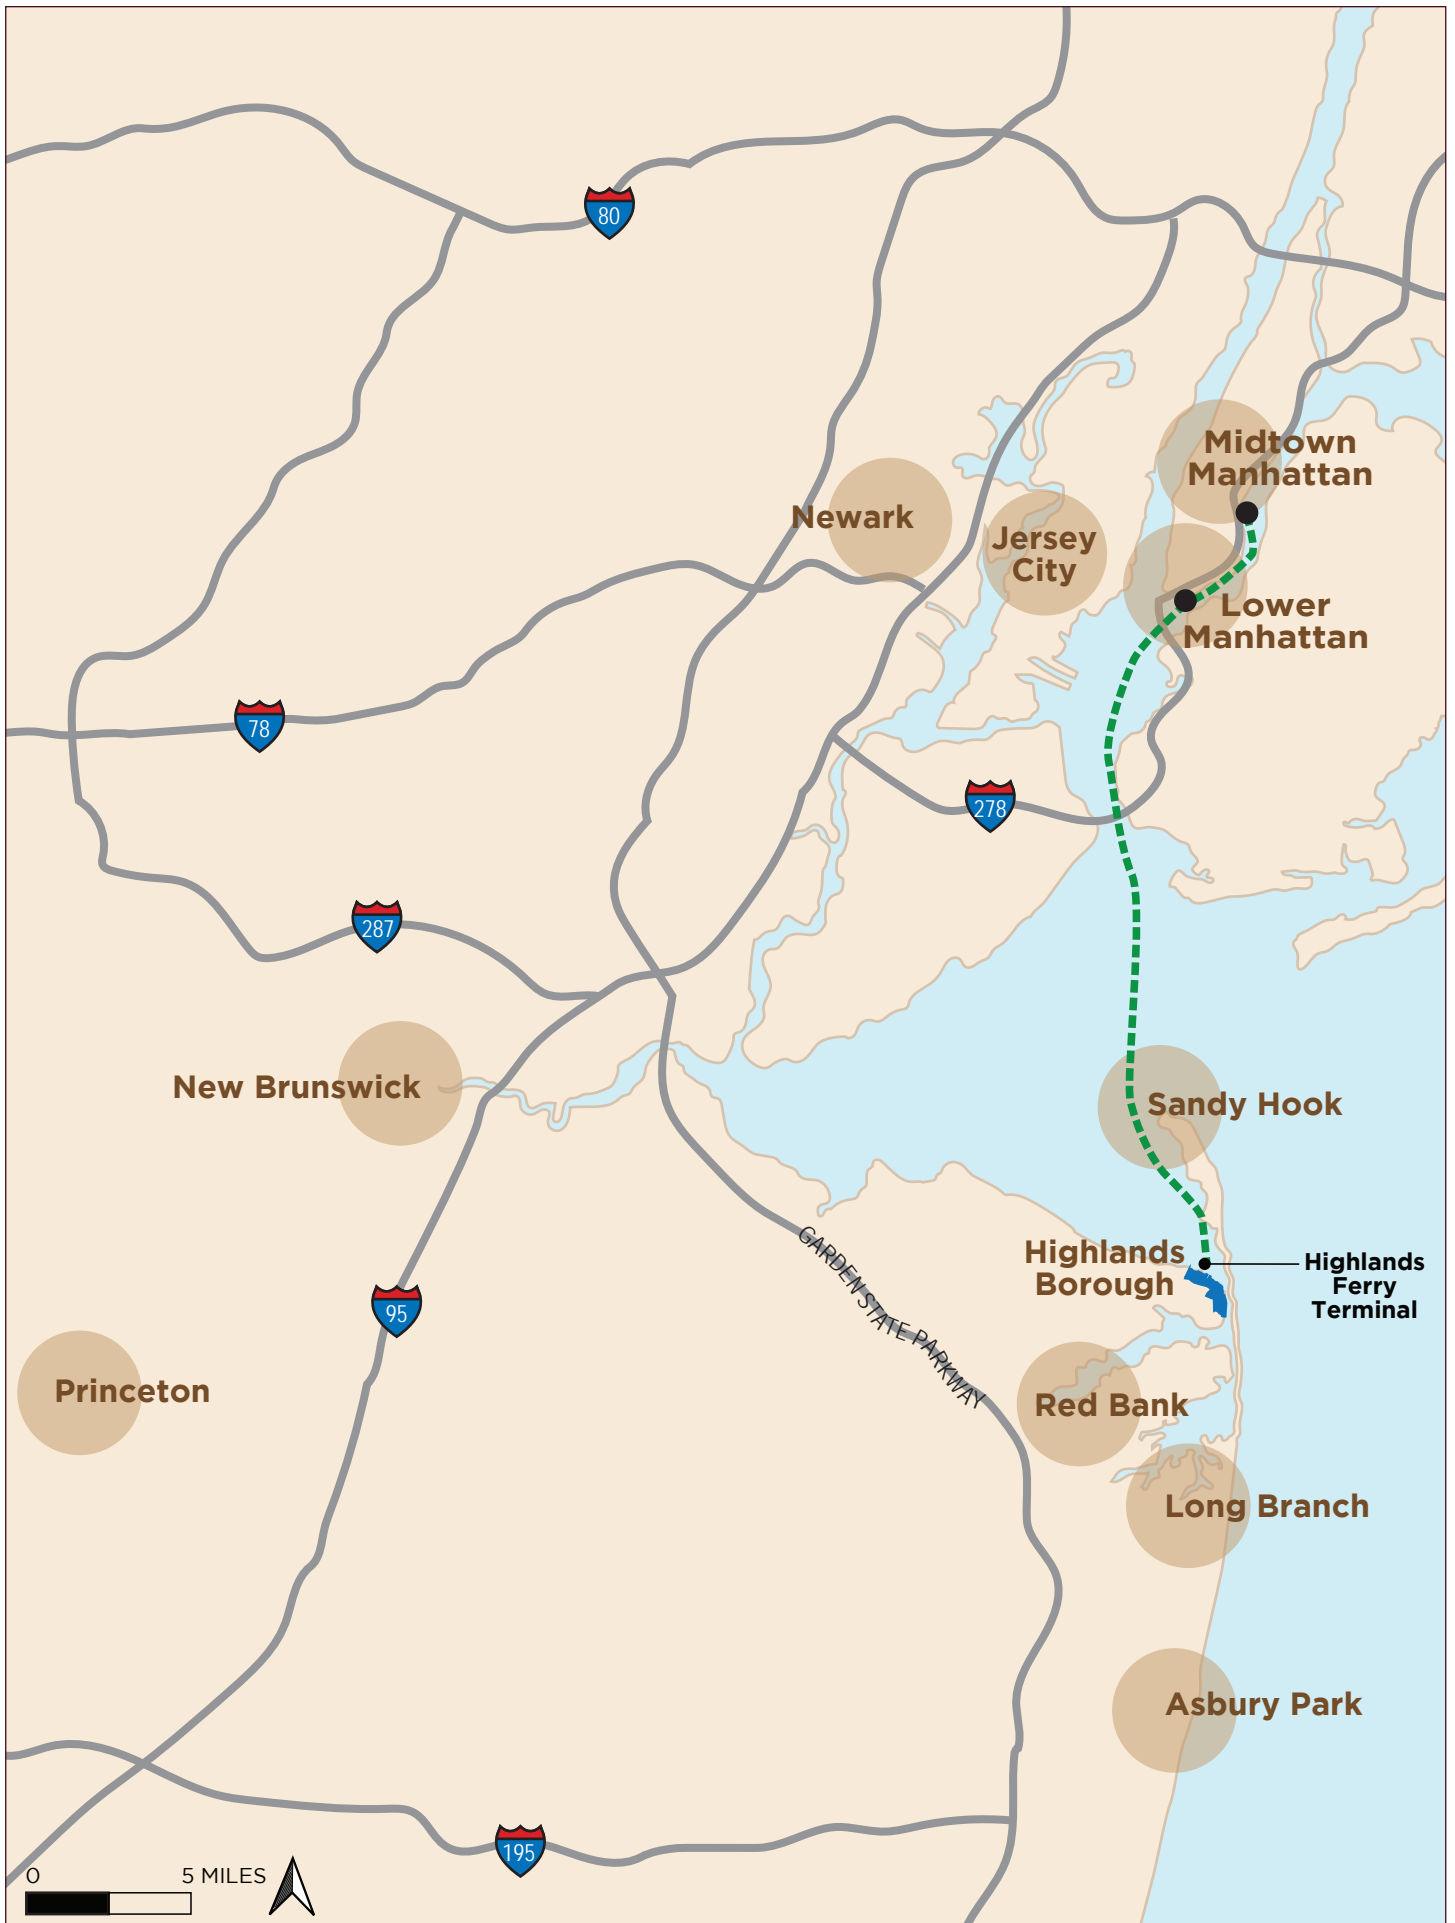 80
Midtown
Manhattan
Newark
Jersey
City
Lower
Manhattan
78
278
287
New Brunswick
Sandy Hook
GARDEN STATE PARKWAY
Highlands
Borough
Highlands
Ferry
Terminal
95
Princeton
Red Bank
Long Branch
Asbury Park
195
0 5 MILES